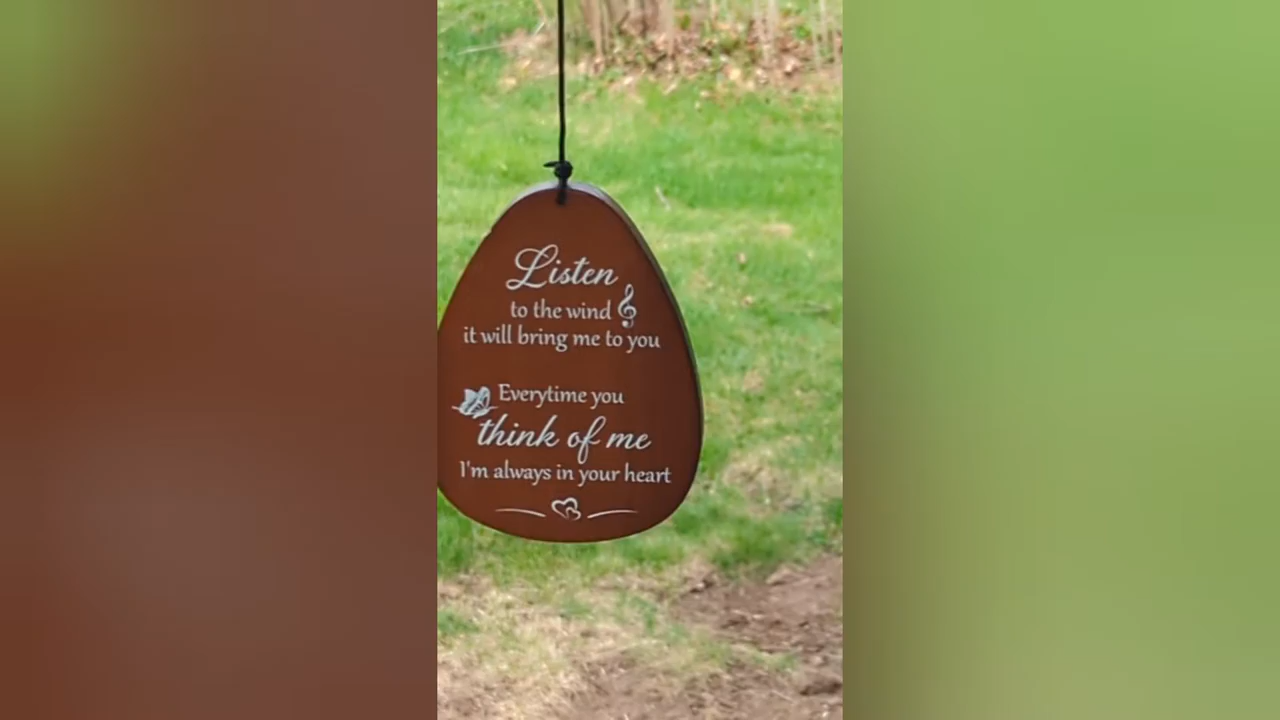 Listen
to the wind
it will bring me to you
Everytime you
think of me
I'm always in your heart